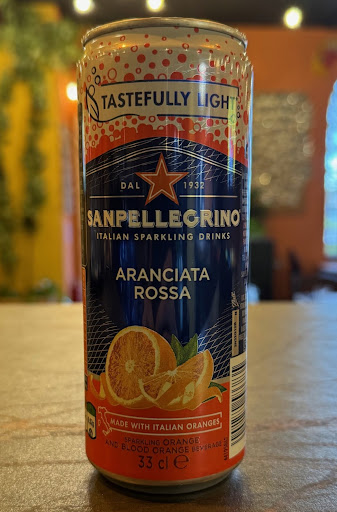 TASTEFULLY LIGHT
DAL 1932
SANPELLEGRINO
ITALIAN SPARKLING DRINKS
ARANCIATA
ROSSA
MADE WITH ITALIAN ORANGES
SPARKLING ORANGE
AND BLOOD ORANGE BEVERAGE
33 cl e